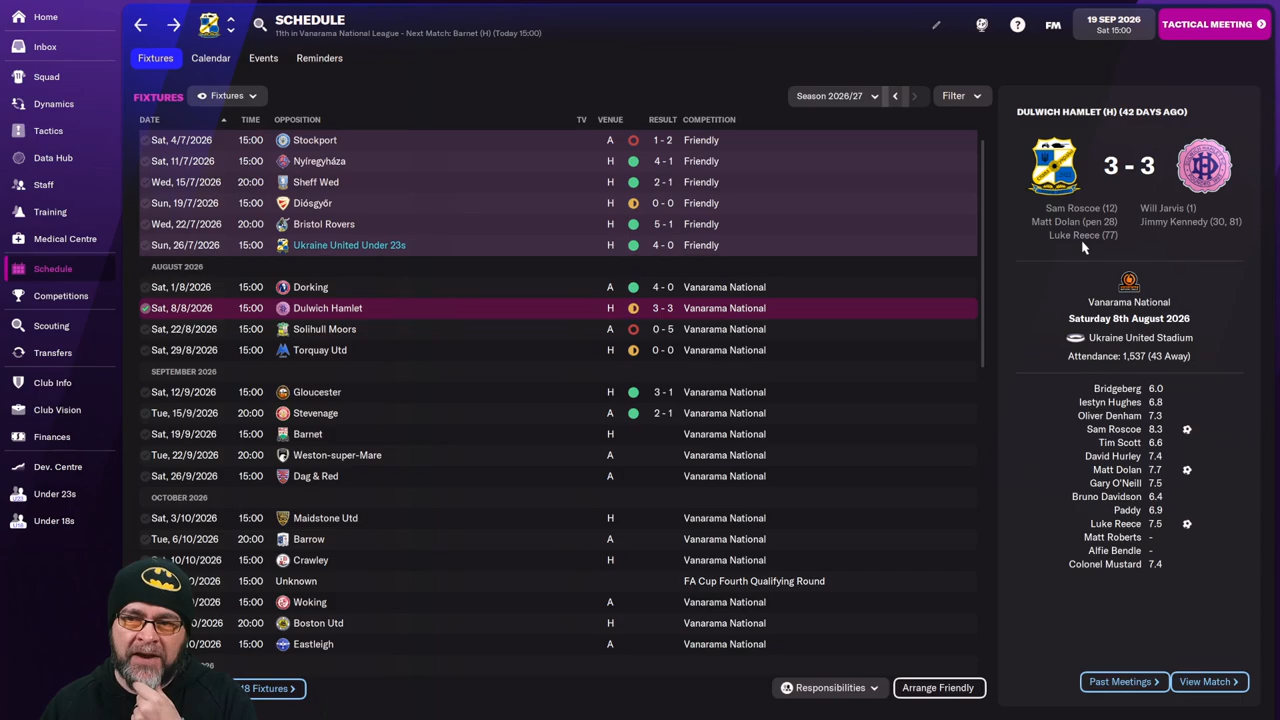 Home
Inbox
Squad
Dynamics
Tactics
Data Hub
Staff
Training
Medical Centre
Schedule
Competitions
Scouting
Transfers
Club Info
Club Vision
Finances
Dev. Centre
Under 23s
Under 18s
SCHEDULE
11th in Vanarama National League - Next Match: Barnet (H) (Today 15:00)
FM
19 SEP 2026
Sat 15:00
TACTICAL MEETING
Fixtures Calendar Events Reminders
FIXTURES Fixtures Season 2026/27 Filter
DATE TIME OPPOSITION TV VENUE RESULT COMPETITION
Sat, 4/7/2026 15:00 Stockport A 1 - 2 Friendly
Sat, 11/7/2026 15:00 Nyíregyháza H 4 - 1 Friendly
Wed, 15/7/2026 20:00 Sheff Wed H 2 - 1 Friendly
Sun, 19/7/2026 15:00 Diósgyőr H 0 - 0 Friendly
Wed, 22/7/2026 15:00 Bristol Rovers H 5 - 1 Friendly
Sun, 26/7/2026 15:00 Ukraine United Under 23s H 4 - 0 Friendly
AUGUST 2026
Sat, 1/8/2026 15:00 Dorking A 4 - 0 Vanarama National
Sat, 8/8/2026 15:00 Dulwich Hamlet H 3 - 3 Vanarama National
Sat, 22/8/2026 15:00 Solihull Moors A 0 - 5 Vanarama National
Sat, 29/8/2026 15:00 Torquay Utd H 0 - 0 Vanarama National
SEPTEMBER 2026
Sat, 12/9/2026 15:00 Gloucester H 3 - 1 Vanarama National
Tue, 15/9/2026 20:00 Stevenage A 2 - 1 Vanarama National
Sat, 19/9/2026 15:00 Barnet H Vanarama National
Tue, 22/9/2026 20:00 Weston-super-Mare A Vanarama National
Sat, 26/9/2026 15:00 Dag & Red A Vanarama National
OCTOBER 2026
Sat, 3/10/2026 15:00 Maidstone Utd H Vanarama National
Tue, 6/10/2026 20:00 Barrow A Vanarama National
10/10/2026 15:00 Crawley H Vanarama National
0/2026 15:00 Unknown FA Cup Fourth Qualifying Round
0/2026 15:00 Woking A Vanarama National
0/2026 20:00 Boston Utd H Vanarama National
0/2026 15:00 Eastleigh A Vanarama National
18 Fixtures
Responsibilities
Arrange Friendly
DULWICH HAMLET (H) (42 DAYS AGO)
3 - 3
Sam Roscoe (12) Will Jarvis (1)
Matt Dolan (pen 28) Jimmy Kennedy (30, 81)
Luke Reece (77)
Vanarama National
Saturday 8th August 2026
Ukraine United Stadium
Attendance: 1,537 (43 Away)
Bridgeberg 6.0
Iestyn Hughes 6.8
Oliver Denham 7.3
Sam Roscoe 8.3
Tim Scott 6.6
David Hurley 7.4
Matt Dolan 7.7
Gary O'Neill 7.5
Bruno Davidson 6.4
Paddy 6.9
Luke Reece 7.5
Matt Roberts -
Alfie Bendle -
Colonel Mustard 7.4
Past Meetings
View Match